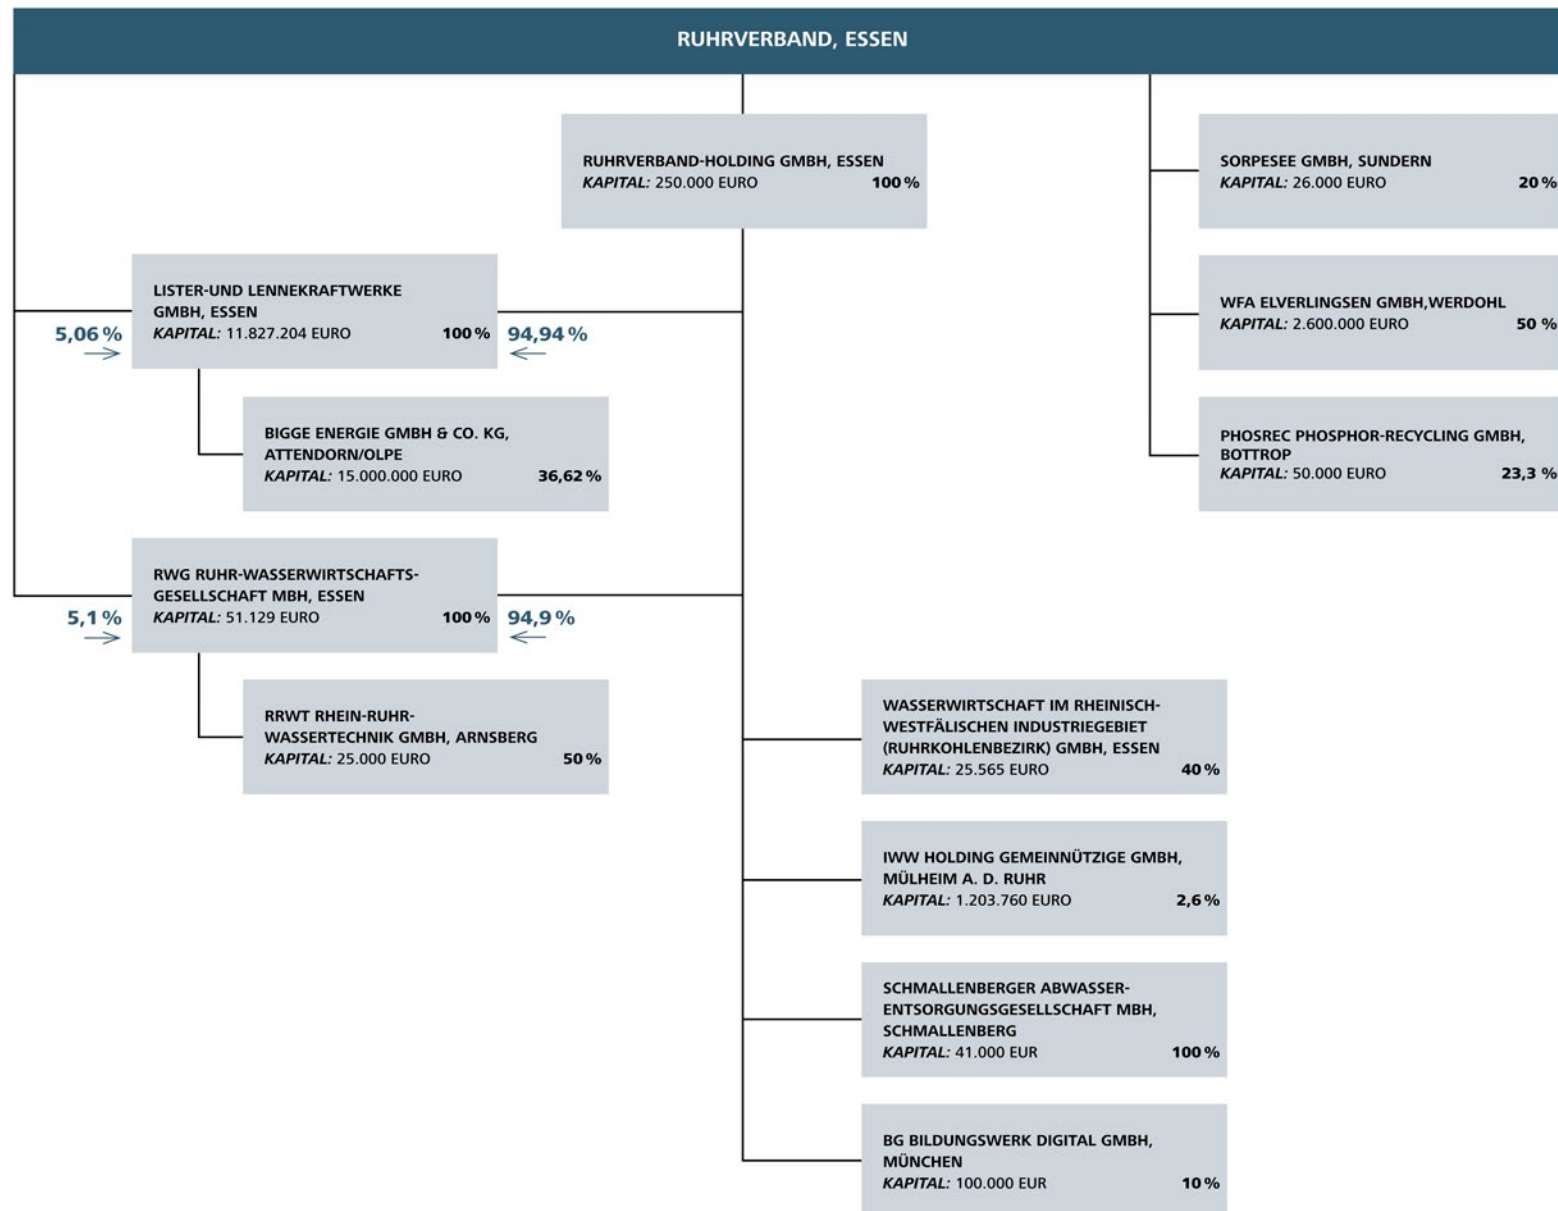 RUHRVERBAND, ESSEN
RUHRVERBAND-HOLDING GMBH, ESSEN
KAPITAL: 250.000 EURO 100 %
SORPESEE GMBH, SUNDERN
KAPITAL: 26.000 EURO 20 %
LISTER-UND LENNEKRAFTWERKE
GMBH, ESSEN
KAPITAL: 11.827.204 EURO 100 %
5,06 %
94,94 %
WFA ELVERLINGSEN GMBH,WERDOHL
KAPITAL: 2.600.000 EURO 50 %
BIGGE ENERGIE GMBH & CO. KG,
ATTENDORN/OLPE
KAPITAL: 15.000.000 EURO 36,62 %
PHOSREC PHOSPHOR-RECYCLING GMBH,
BOTTROP
KAPITAL: 50.000 EURO 23,3 %
RWG RUHR-WASSERWIRTSCHAFTS-
GESELLSCHAFT MBH, ESSEN
KAPITAL: 51.129 EURO 100 %
5,1 %
94,9 %
RRWT RHEIN-RUHR-
WASSERTECHNIK GMBH, ARNSBERG
KAPITAL: 25.000 EURO 50 %
WASSERWIRTSCHAFT IM RHEINISCH-
WESTFÄLISCHEN INDUSTRIEGEBIET
(RUHRKOHLENBEZIRK) GMBH, ESSEN
KAPITAL: 25.565 EURO 40 %
IWW HOLDING GEMEINNÜTZIGE GMBH,
MÜLHEIM A. D. RUHR
KAPITAL: 1.203.760 EURO 2,6 %
SCHMALLENBERGER ABWASSER-
ENTSORGUNGSGESELLSCHAFT MBH,
SCHMALLENBERG
KAPITAL: 41.000 EUR 100 %
BG BILDUNGSWERK DIGITAL GMBH,
MÜNCHEN
KAPITAL: 100.000 EUR 10 %